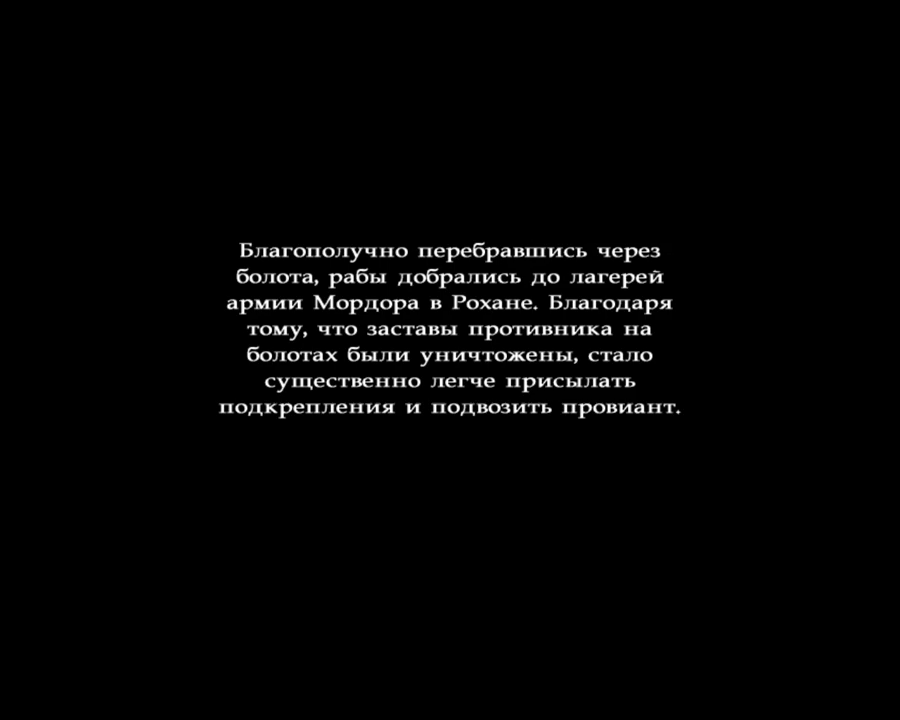 Благополучно перебравшись через
болота, рабы добрались до лагерей
армии Мордора в Рохане. Благодаря
тому, что заставы противника на
болотах были уничтожены, стало
существенно легче присылать
подкрепления и подвозить провиант.